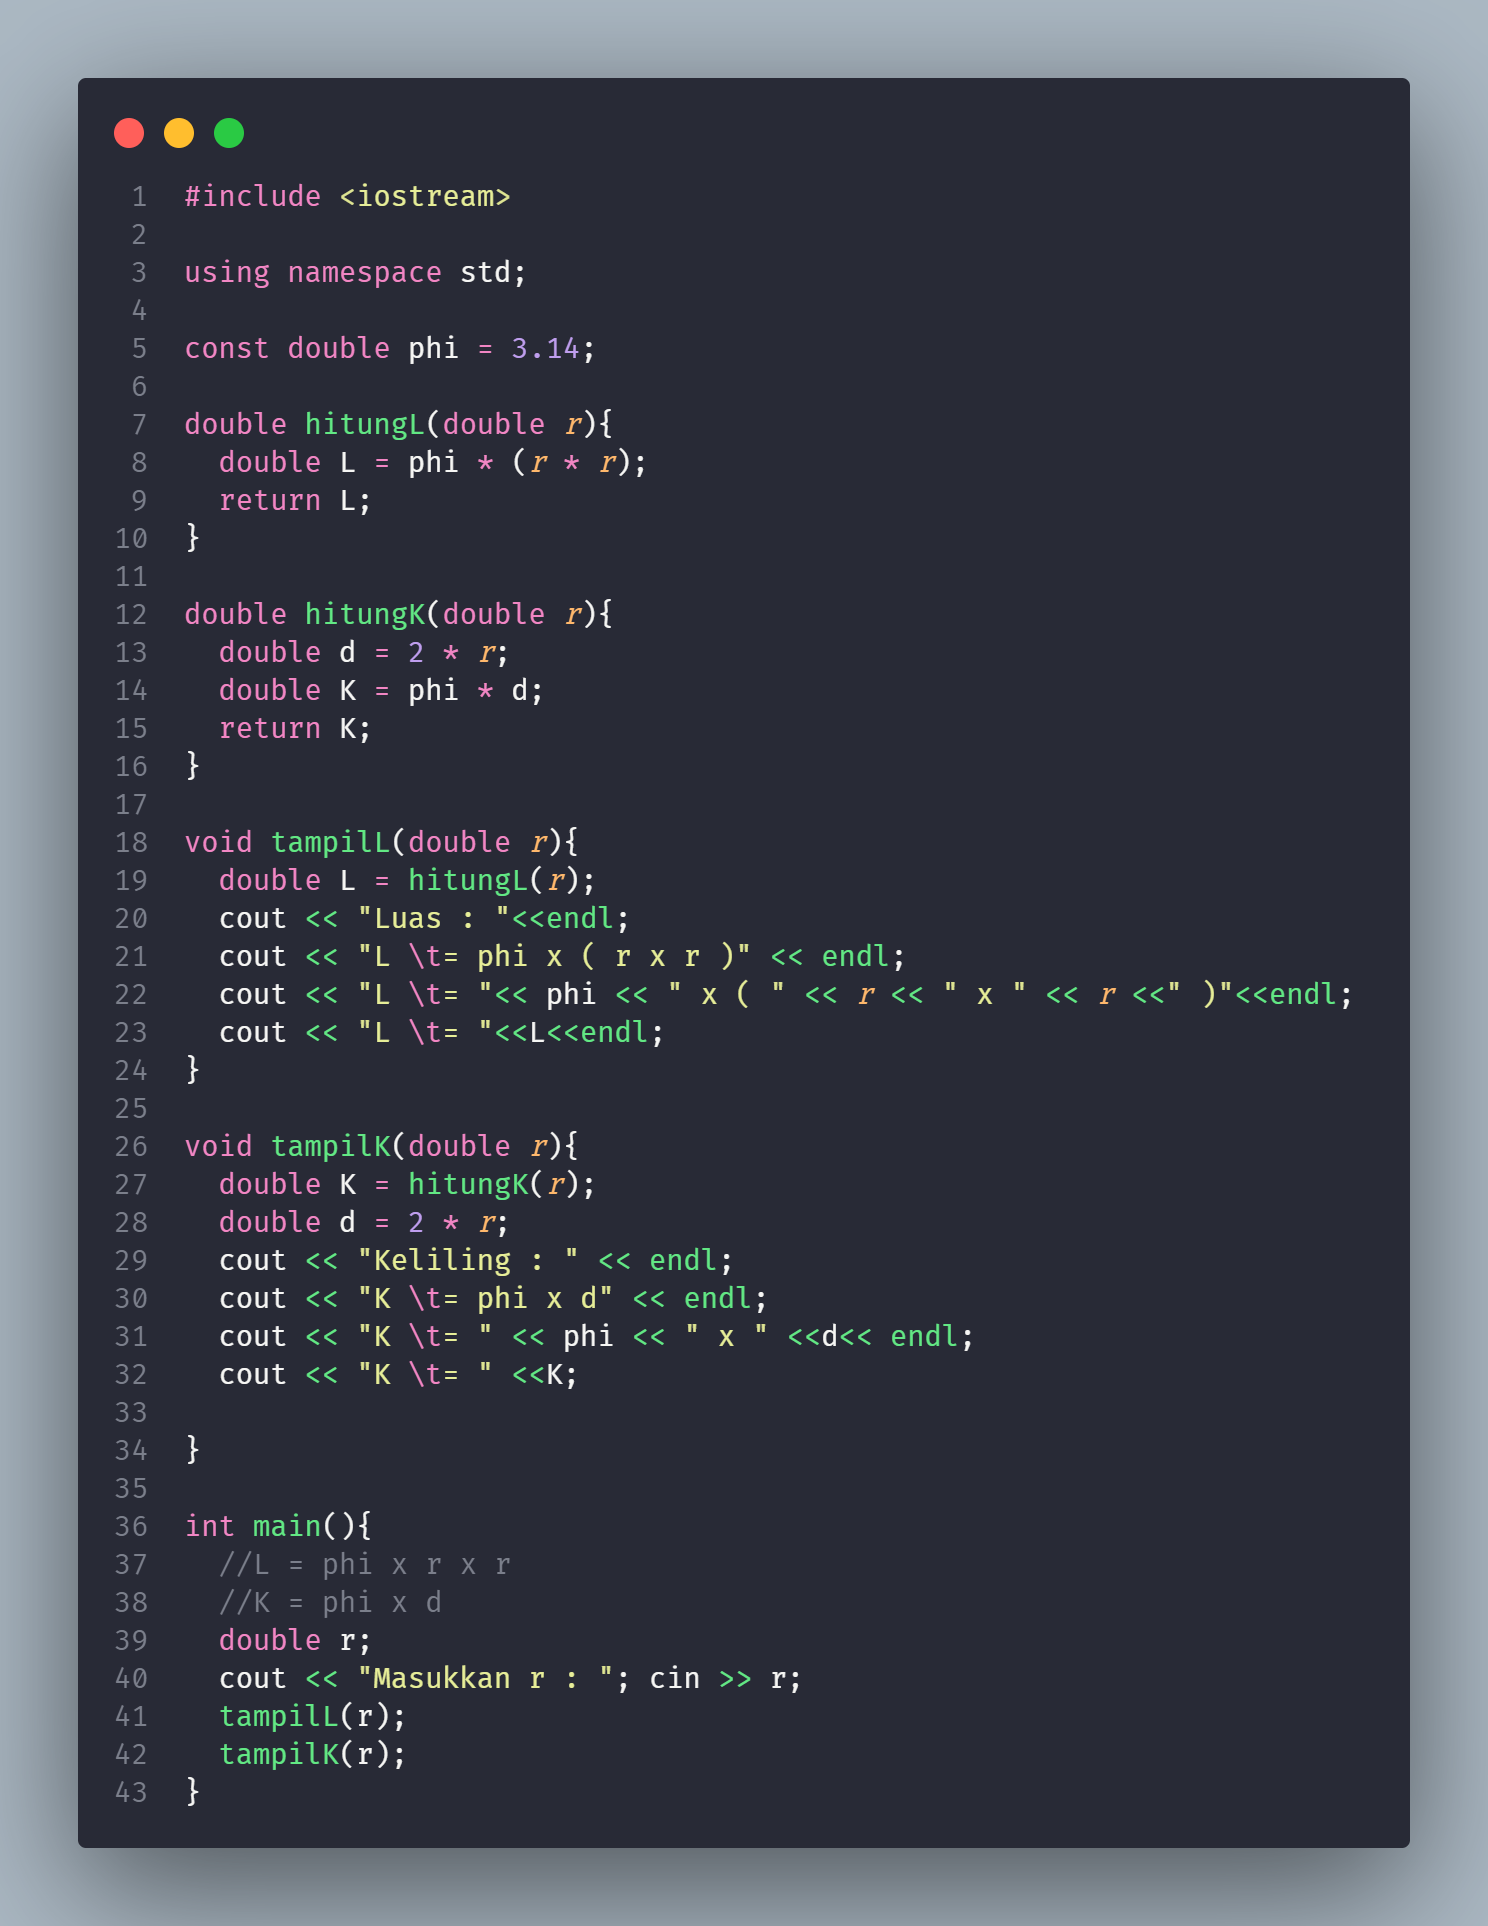 1 #include <iostream>
2
3 using namespace std;
4
5 const double phi = 3.14;
6
7 double hitungL(double r){
8   double L = phi * (r * r);
9   return L;
10 }
11
12 double hitungK(double r){
13   double d = 2 * r;
14   double K = phi * d;
15   return K;
16 }
17
18 void tampilL(double r){
19   double L = hitungL(r);
20   cout << "Luas : "<<endl;
21   cout << "L \t= phi x ( r x r )" << endl;
22   cout << "L \t= "<< phi << " x ( " << r << " x " << r <<" )"<<endl;
23   cout << "L \t= "<<L<<endl;
24 }
25
26 void tampilK(double r){
27   double K = hitungK(r);
28   double d = 2 * r;
29   cout << "Keliling : " << endl;
30   cout << "K \t= phi x d" << endl;
31   cout << "K \t= " << phi << " x " <<d<< endl;
32   cout << "K \t= " <<K;
33
34 }
35
36 int main(){
37   //L = phi x r x r
38   //K = phi x d
39   double r;
40   cout << "Masukkan r : "; cin >> r;
41   tampilL(r);
42   tampilK(r);
43 }